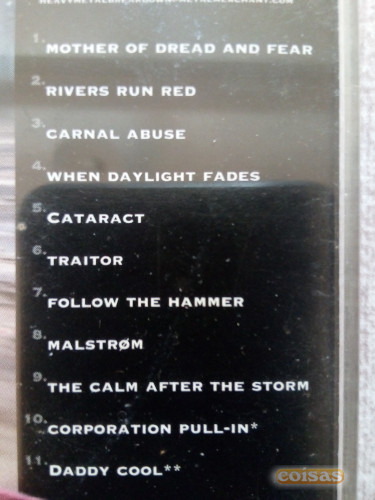 1. MOTHER OF DREAD AND FEAR
2. RIVERS RUN RED
3. CARNAL ABUSE
4. WHEN DAYLIGHT FADES
5. CATARACT
6. TRAITOR
7. FOLLOW THE HAMMER
8. MALSTRØM
9. THE CALM AFTER THE STORM
10. CORPORATION PULL-IN*
11. DADDY COOL**
coisas